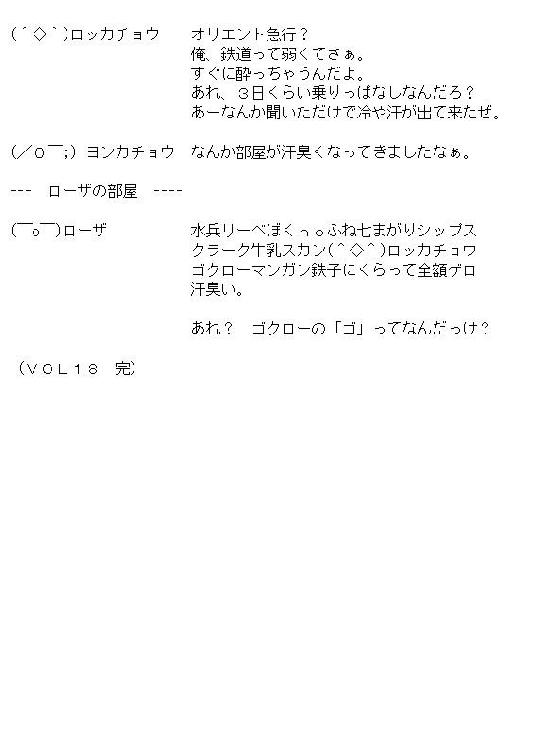 (＾◇＾)ロッカチョウ　　オリエント急行？
俺、鉄道って弱くてさぁ。
すぐに酔っちゃうんだよ。
あれ、３日くらい乗りっぱなしなんだろ？
あーなんか聞いただけで冷や汗が出て来たぜ。
(／Ｏ￣;) ヨンカチョウ　なんか部屋が汗臭くなってきましたなぁ。
---　ローザの部屋　----
(￣o￣)ローザ　　水兵リーベぼくっ。ふね七まがりシップス
クラーク牛乳スカン(＾◇＾)ロッカチョウ
ゴクローマンガン鉄子にくらって全額ゲロ
汗臭い。
あれ？　ゴクローの「ゴ」ってなんだっけ？
（ＶＯＬ１８　完）